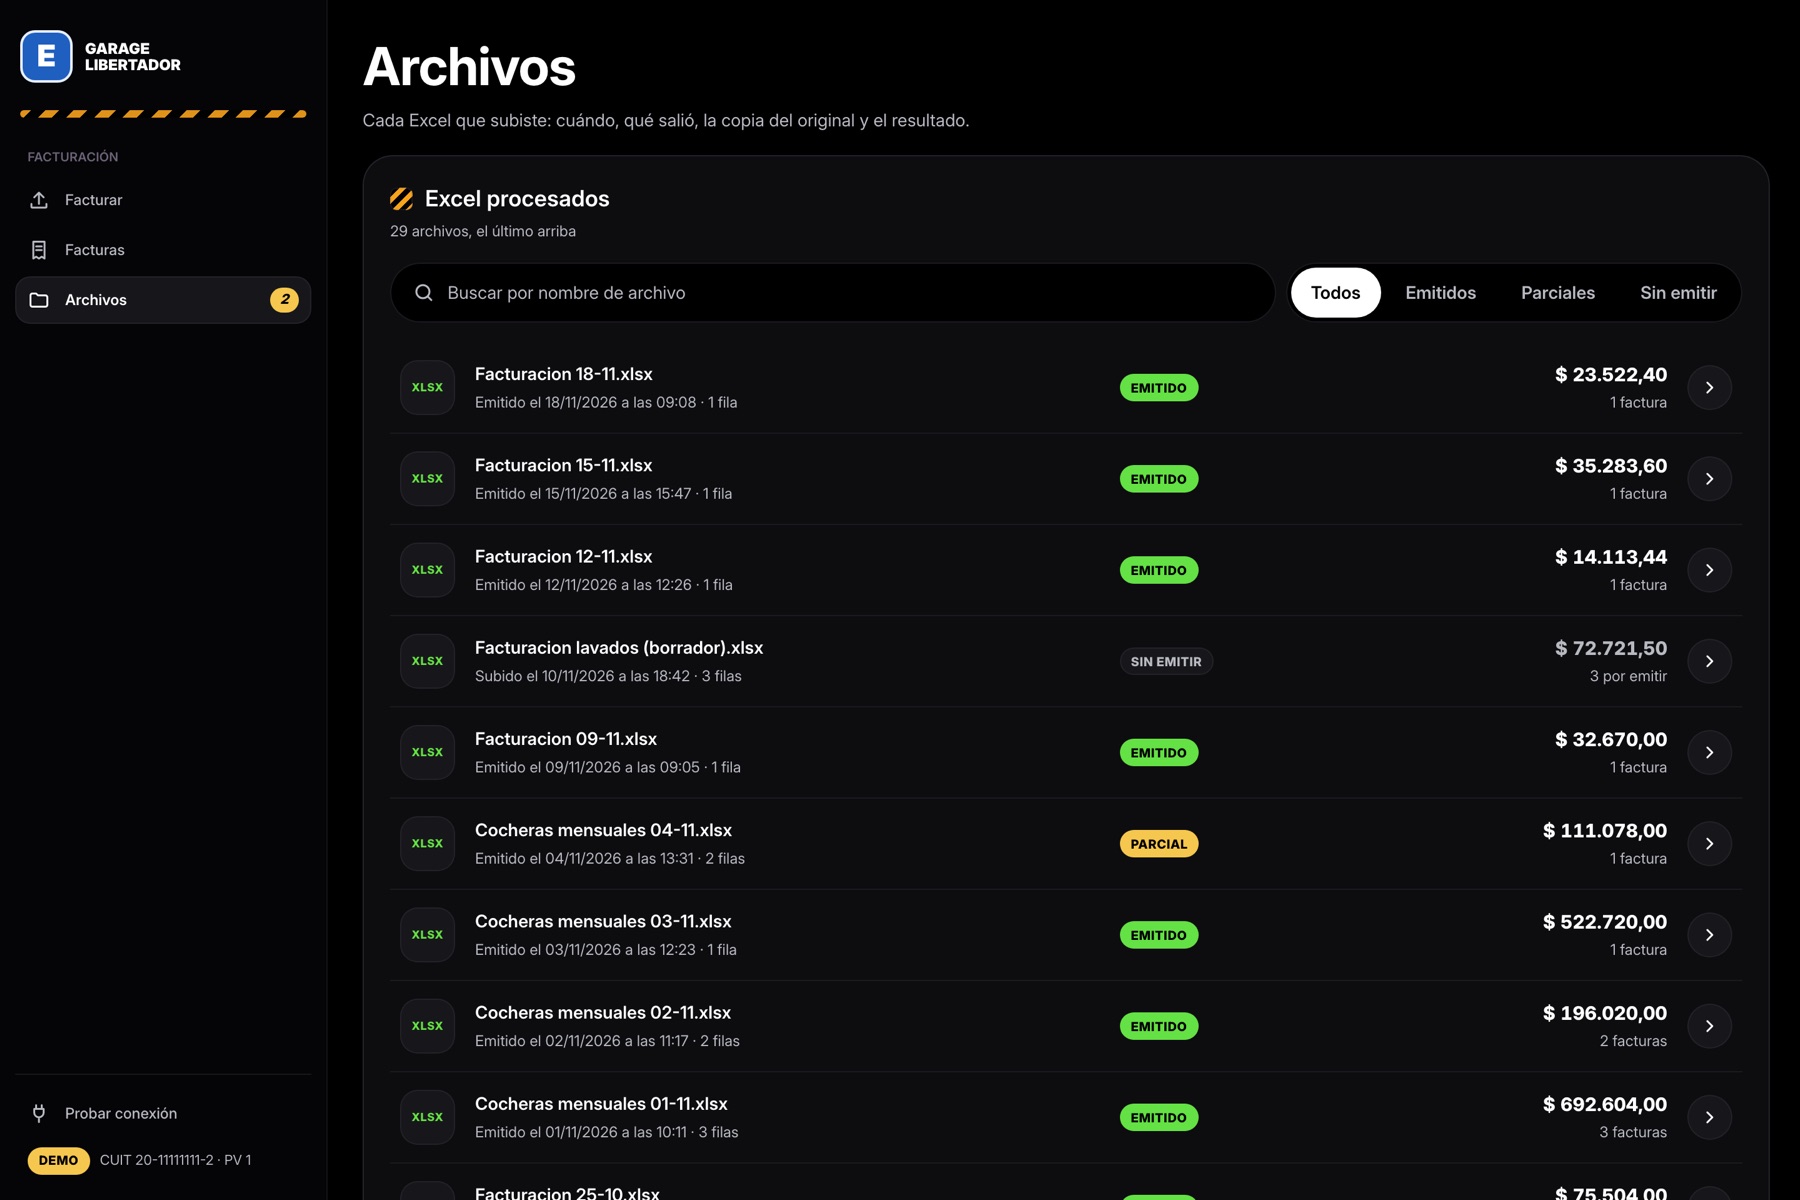 E
GARAGE
LIBERTADOR
FACTURACIÓN
Facturar
Facturas
Archivos
2
Probar conexión
DEMO
CUIT 20-11111111-2 · PV 1
Archivos
Cada Excel que subiste: cuándo, qué salió, la copia del original y el resultado.
Excel procesados
29 archivos, el último arriba
Buscar por nombre de archivo
Todos
Emitidos
Parciales
Sin emitir
XLSX
Facturacion 18-11.xlsx
Emitido el 18/11/2026 a las 09:08 · 1 fila
EMITIDO
$ 23.522,40
1 factura
XLSX
Facturacion 15-11.xlsx
Emitido el 15/11/2026 a las 15:47 · 1 fila
EMITIDO
$ 35.283,60
1 factura
XLSX
Facturacion 12-11.xlsx
Emitido el 12/11/2026 a las 12:26 · 1 fila
EMITIDO
$ 14.113,44
1 factura
XLSX
Facturacion lavados (borrador).xlsx
Subido el 10/11/2026 a las 18:42 · 3 filas
SIN EMITIR
$ 72.721,50
3 por emitir
XLSX
Facturacion 09-11.xlsx
Emitido el 09/11/2026 a las 09:05 · 1 fila
EMITIDO
$ 32.670,00
1 factura
XLSX
Cocheras mensuales 04-11.xlsx
Emitido el 04/11/2026 a las 13:31 · 2 filas
PARCIAL
$ 111.078,00
1 factura
XLSX
Cocheras mensuales 03-11.xlsx
Emitido el 03/11/2026 a las 12:23 · 1 fila
EMITIDO
$ 522.720,00
1 factura
XLSX
Cocheras mensuales 02-11.xlsx
Emitido el 02/11/2026 a las 11:17 · 2 filas
EMITIDO
$ 196.020,00
2 facturas
XLSX
Cocheras mensuales 01-11.xlsx
Emitido el 01/11/2026 a las 10:11 · 3 filas
EMITIDO
$ 692.604,00
3 facturas
Facturacion 25-10.xlsx
$ 75.504,00